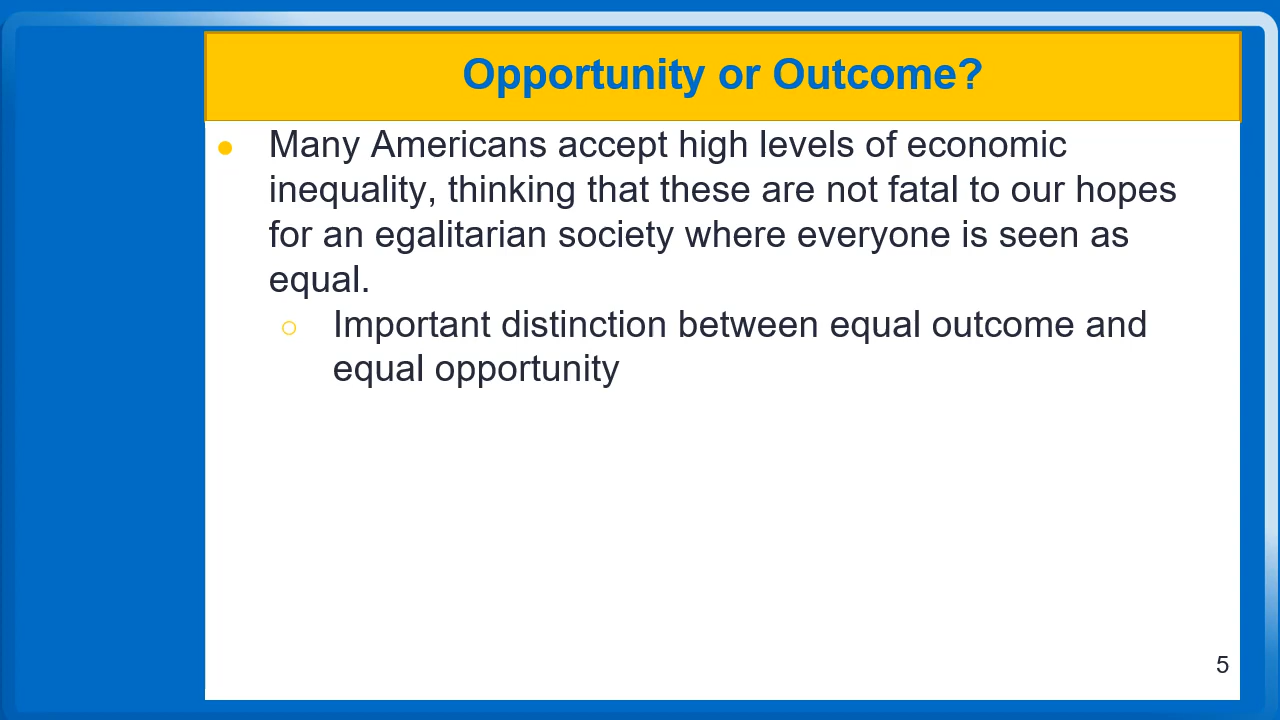 Opportunity or Outcome?
Many Americans accept high levels of economic
inequality, thinking that these are not fatal to our hopes
for an egalitarian society where everyone is seen as
equal.
Important distinction between equal outcome and
equal opportunity
5